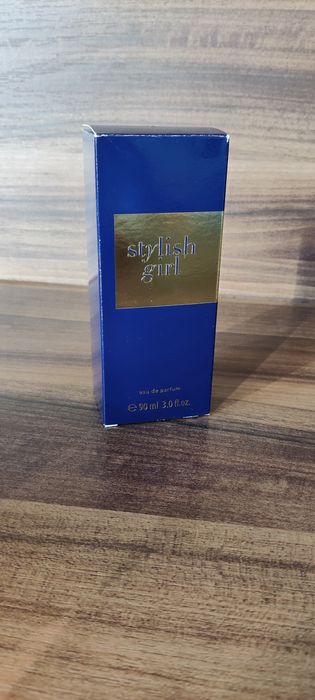 stylish
girl
eau de parfum
℮ 90 ml 3.0 fl.oz.